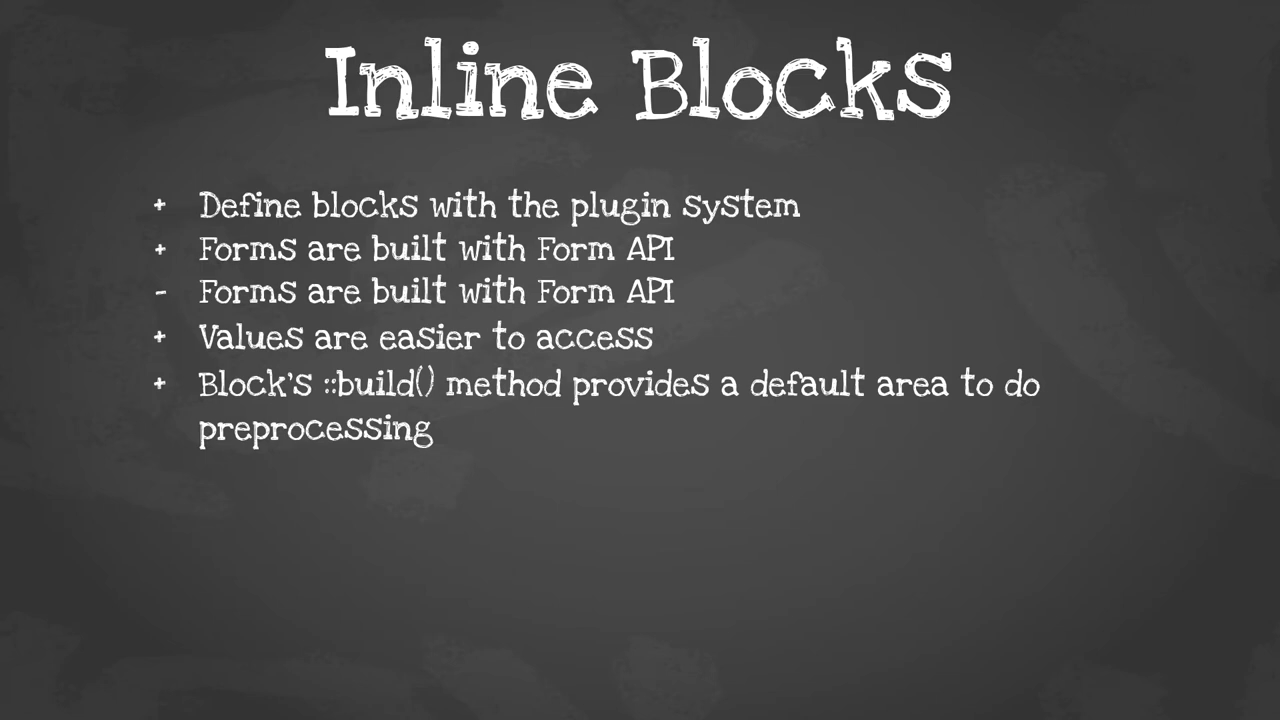 Inline Blocks
+ Define blocks with the plugin system
+ Forms are built with Form API
- Forms are built with Form API
+ Values are easier to access
+ Block's ::build() method provides a default area to do
preprocessing